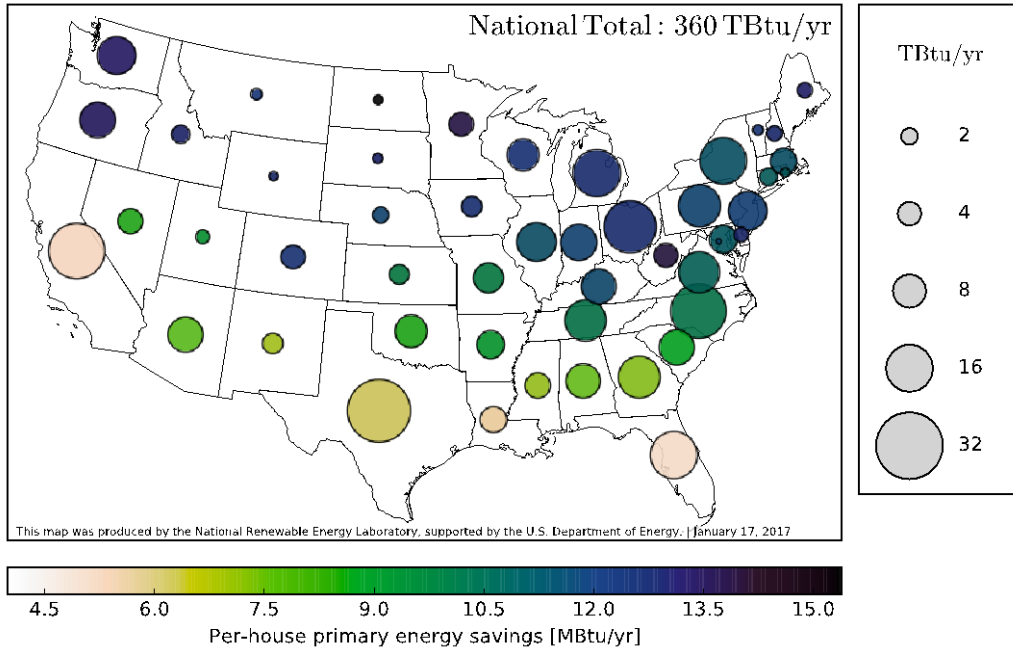 National Total: 360 TBtu/yr
TBtu/yr
2
4
8
16
32
This map was produced by the National Renewable Energy Laboratory, supported by the U.S. Department of Energy. | January 17, 2017
4.5 6.0 7.5 9.0 10.5 12.0 13.5 15.0
Per-house primary energy savings [MBtu/yr]